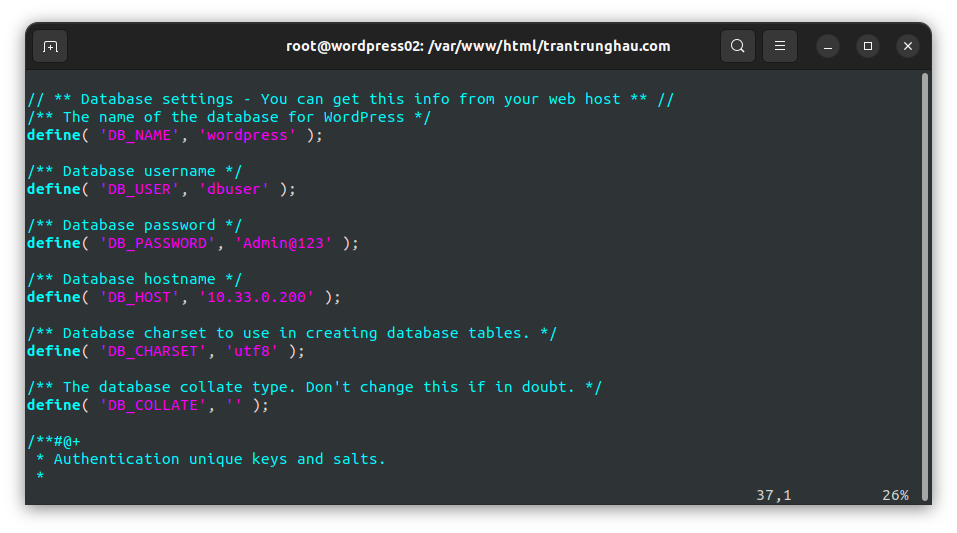 root@wordpress02: /var/www/html/trantrunghau.com
// ** Database settings - You can get this info from your web host ** //
/** The name of the database for WordPress */
define( 'DB_NAME', 'wordpress' );
/** Database username */
define( 'DB_USER', 'dbuser' );
/** Database password */
define( 'DB_PASSWORD', 'Admin@123' );
/** Database hostname */
define( 'DB_HOST', '10.33.0.200' );
/** Database charset to use in creating database tables. */
define( 'DB_CHARSET', 'utf8' );
/** The database collate type. Don't change this if in doubt. */
define( 'DB_COLLATE', '' );
/**#@+
 * Authentication unique keys and salts.
 *
37,1 26%